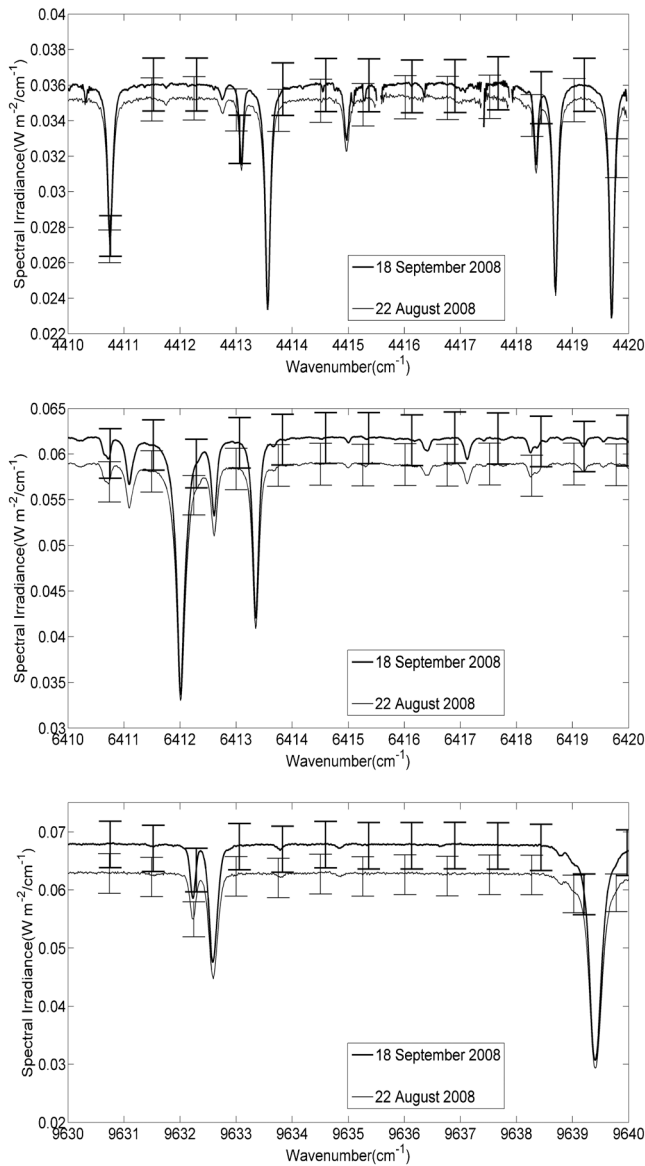 0.04
0.038
0.036
0.034
0.032
0.03
0.028
0.026
0.024
0.022
Spectral Irradiance(W m-2/cm-1)
18 September 2008
22 August 2008
4410 4411 4412 4413 4414 4415 4416 4417 4418 4419 4420
Wavenumber(cm-1)
0.065
0.06
0.055
0.05
0.045
0.04
0.035
0.03
Spectral Irradiance(W m-2/cm-1)
18 September 2008
22 August 2008
6410 6411 6412 6413 6414 6415 6416 6417 6418 6419 6420
Wavenumber(cm-1)
0.07
0.06
0.05
0.04
0.03
0.02
Spectral Irradiance(W m-2/cm-1)
18 September 2008
22 August 2008
9630 9631 9632 9633 9634 9635 9636 9637 9638 9639 9640
Wavenumber(cm-1)